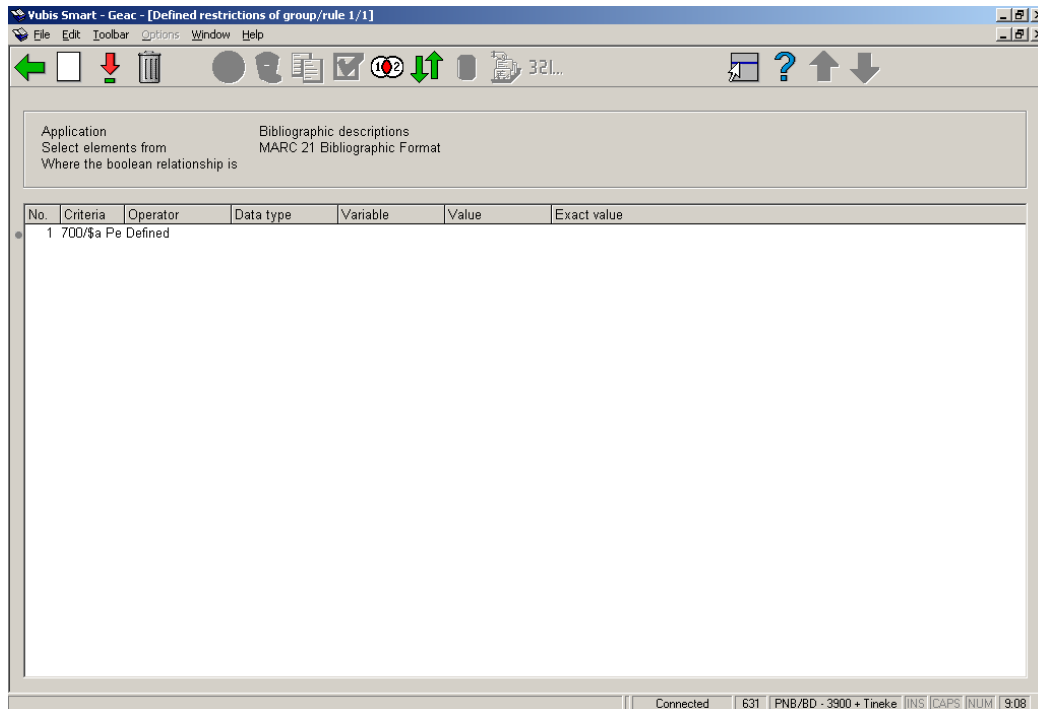 Vubis Smart - Geac - [Defined restrictions of group/rule 1/1]
File Edit Toolbar Options Window Help
1 2 321...
Application Bibliographic descriptions
Select elements from MARC 21 Bibliographic Format
Where the boolean relationship is
No. Criteria Operator Data type Variable Value Exact value
1 700/$a Pe Defined
Connected 631 PNB/BD - 3900 + Tineke INS CAPS NUM 9:08